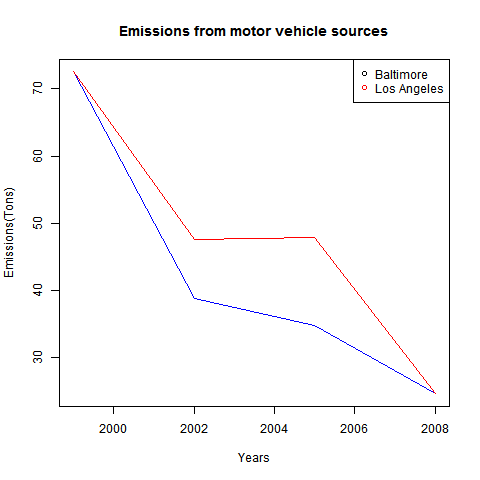 Emissions from motor vehicle sources
Baltimore
Los Angeles
Emissions(Tons)
70
60
50
40
30
2000 2002 2004 2006 2008
Years